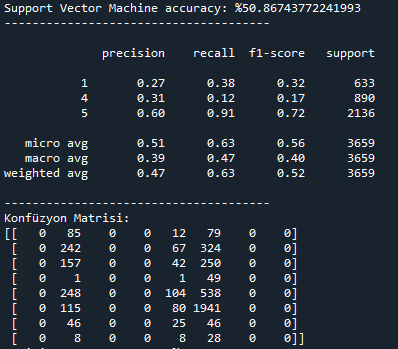 Support Vector Machine accuracy: %50.86743772241993
--------------------------------------
precision recall f1-score support
1 0.27 0.38 0.32 633
4 0.31 0.12 0.17 890
5 0.60 0.91 0.72 2136
micro avg 0.51 0.63 0.56 3659
macro avg 0.39 0.47 0.40 3659
weighted avg 0.47 0.63 0.52 3659
--------------------------------------
Konfüzyon Matrisi:
[[ 0 85 0 0 12 79 0 0]
[ 0 242 0 0 67 324 0 0]
[ 0 157 0 0 42 250 0 0]
[ 0 1 0 0 1 49 0 0]
[ 0 248 0 0 104 538 0 0]
[ 0 115 0 0 80 1941 0 0]
[ 0 46 0 0 25 46 0 0]
[ 0 8 0 0 8 28 0 0]]